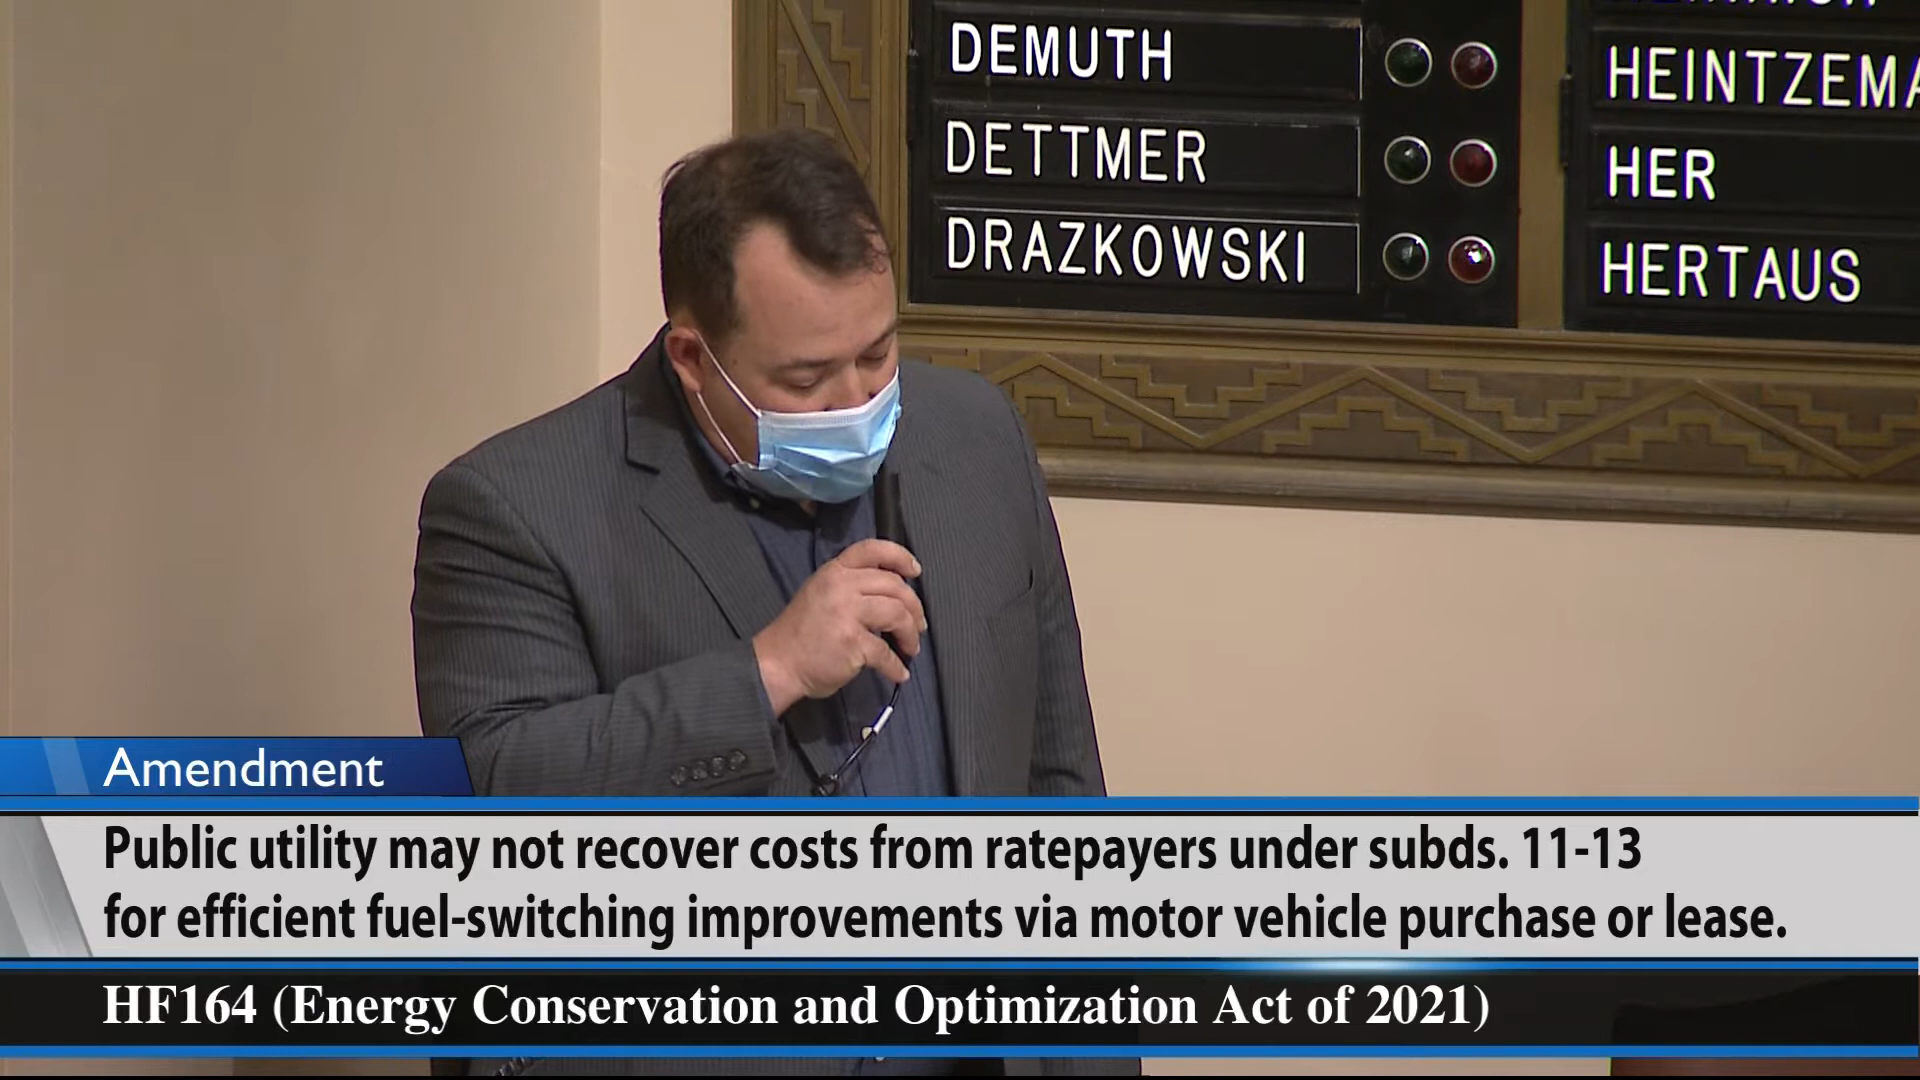 DEMUTH
DETTMER
DRAZKOWSKI
HER
HERTAUS
Amendment
Public utility may not recover costs from ratepayers under subds. 11-13
for efficient fuel-switching improvements via motor vehicle purchase or lease.
HF164 (Energy Conservation and Optimization Act of 2021)